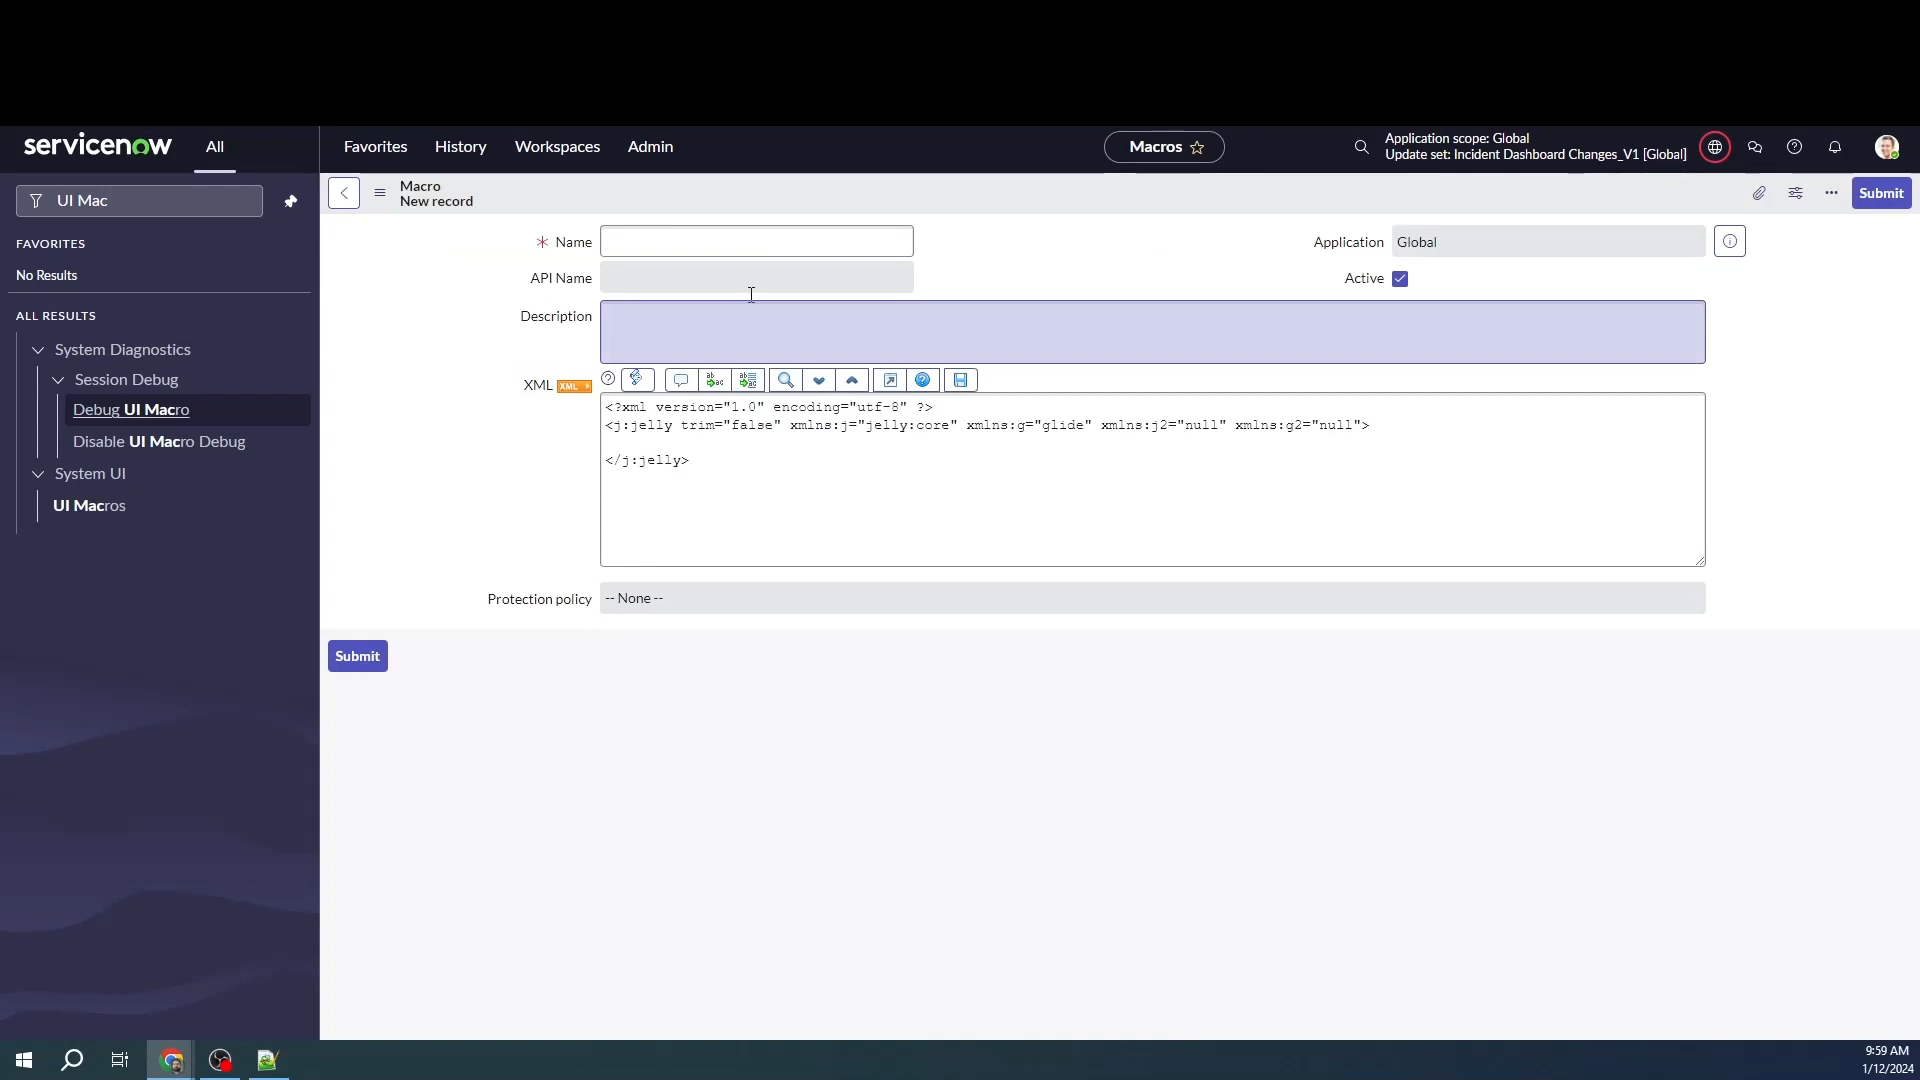 servicenow
All
Favorites
History
Workspaces
Admin
Macros
Application scope: Global
Update set: Incident Dashboard Changes_V1 [Global]
UI Mac
FAVORITES
No Results
ALL RESULTS
System Diagnostics
Session Debug
Debug UI Macro
Disable UI Macro Debug
System UI
UI Macros
Macro
New record
Submit
Name
Application
Global
API Name
Active
Description
XML
XML
<?xml version="1.0" encoding="utf-8" ?>
<j:jelly trim="false" xmlns:j="jelly:core" xmlns:g="glide" xmlns:j2="null" xmlns:g2="null">
</j:jelly>
Protection policy
-- None --
Submit
9:59 AM
1/12/2024